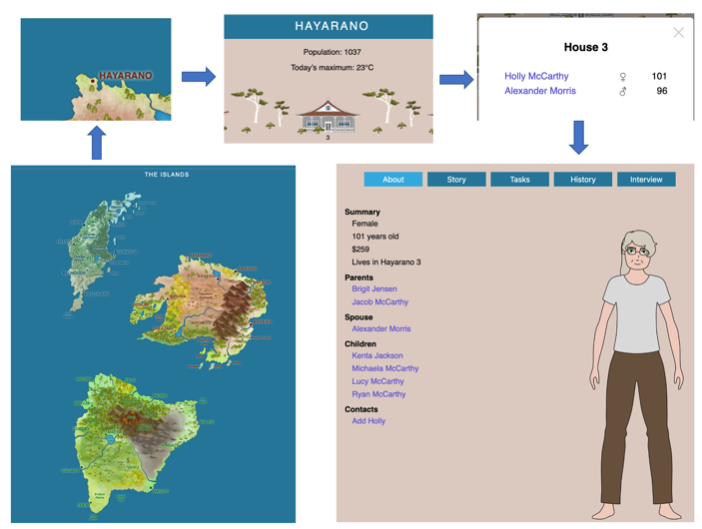 HAYARANO
HAYARANO
Population: 1037
Today's maximum: 23°C
3
House 3
Holly McCarthy ♀ 101
Alexander Morris ♂ 96
THE ISLANDS
About Story Tasks History Interview
Summary
Female
101 years old
$259
Lives in Hayarano 3
Parents
Brigit Jensen
Jacob McCarthy
Spouse
Alexander Morris
Children
Kenta Jackson
Michaela McCarthy
Lucy McCarthy
Ryan McCarthy
Contacts
Add Holly